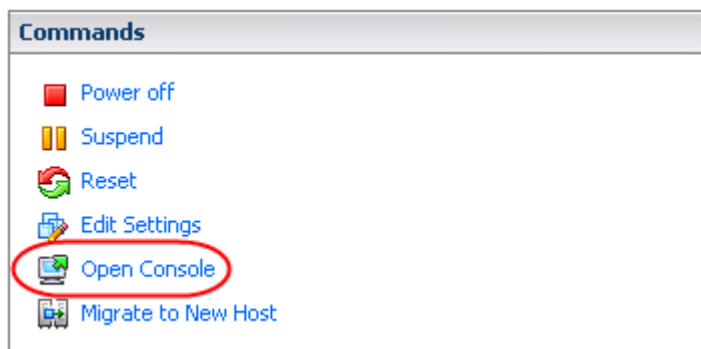 Commands
Power off
Suspend
Reset
Edit Settings
Open Console
Migrate to New Host